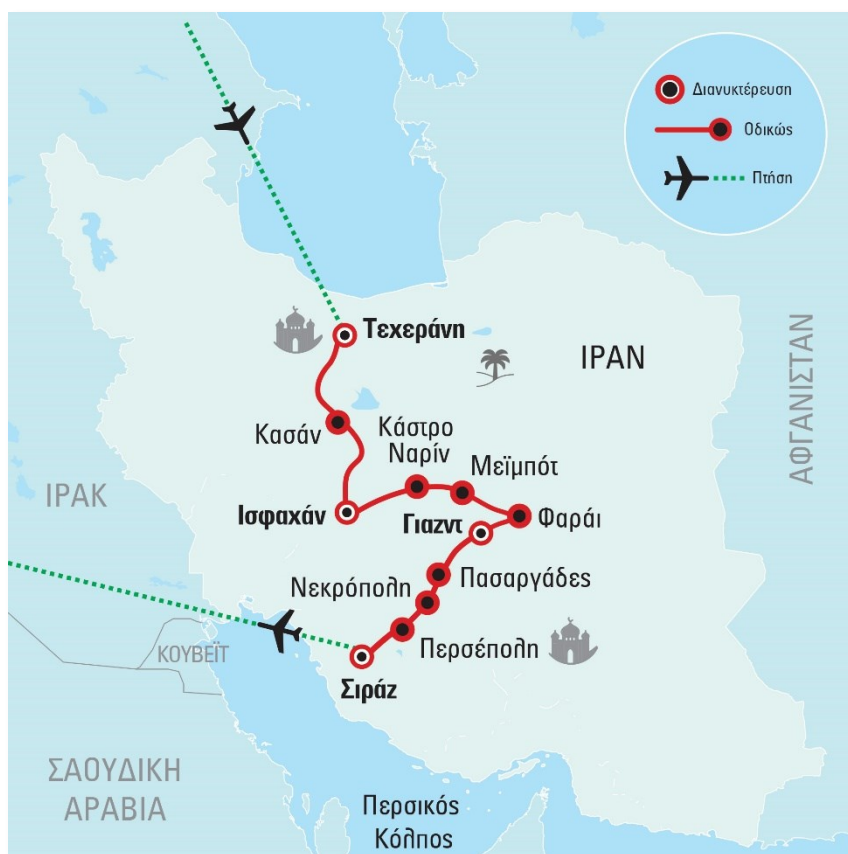 Διανυκτέρευση
Οδικώς
Πτήση
Τεχεράνη
ΙΡΑΝ
ΑΦΓΑΝΙΣΤΑΝ
Κασάν
Κάστρο
Ναρίν
Μεϊμπότ
ΙΡΑΚ
Ισφαχάν
Γιαζντ
Φαράι
Νεκρόπολη
Πασαργάδες
Περσέπολη
ΚΟΥΒΕΪΤ
Σιράζ
ΣΑΟΥΔΙΚΗ
ΑΡΑΒΙΑ
Περσικός
Κόλπος